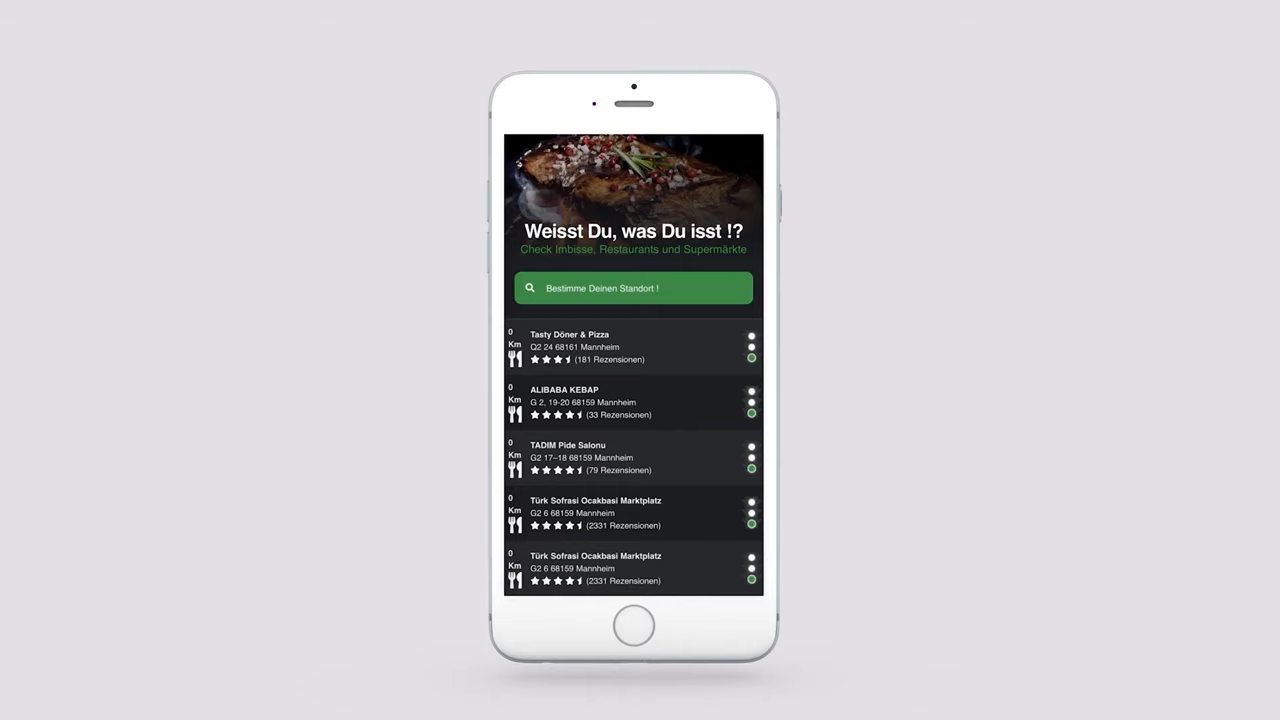 Weisst Du, was Du isst !?
Check Imbisse, Restaurants und Supermärkte
Bestimme Deinen Standort !
0
Km
Tasty Döner & Pizza
Q2 24 68161 Mannheim
(181 Rezensionen)
0
Km
ALIBABA KEBAP
G 2, 19-20 68159 Mannheim
(33 Rezensionen)
0
Km
TADIM Pide Salonu
G2 17–18 68159 Mannheim
(79 Rezensionen)
0
Km
Türk Sofrasi Ocakbasi Marktplatz
G2 6 68159 Mannheim
(2331 Rezensionen)
0
Km
Türk Sofrasi Ocakbasi Marktplatz
G2 6 68159 Mannheim
(2331 Rezensionen)